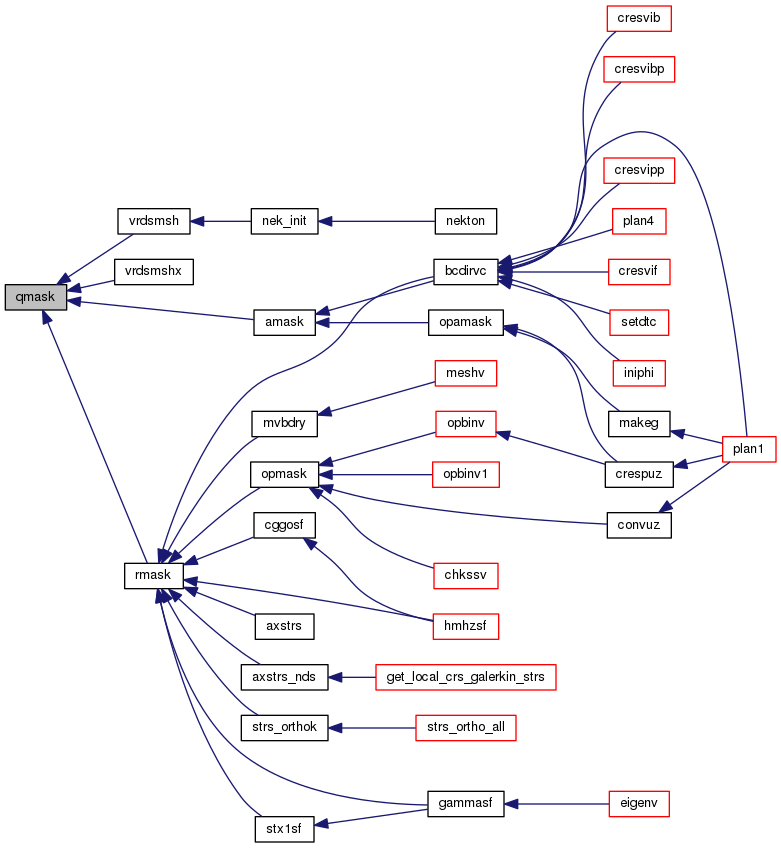 cresvib
cresvibp
cresvipp
vrdsmsh
nek_init
nekton
plan4
vrdsmshx
bcdirvc
cresvif
qmask
amask
opamask
setdtc
meshv
iniphi
mvbdry
opbinv
makeg
plan1
opmask
opbinv1
crespuz
cggosf
convuz
rmask
chkssv
axstrs
hmhzsf
axstrs_nds
get_local_crs_galerkin_strs
strs_orthok
strs_ortho_all
gammasf
eigenv
stx1sf